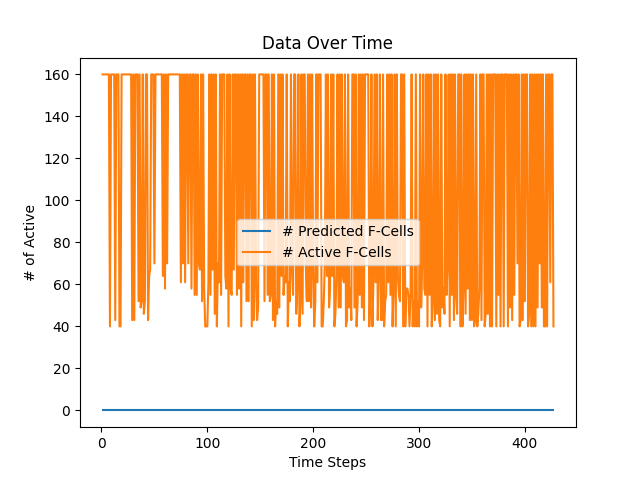 Data Over Time
# of Active
160
140
120
100
80
60
40
20
0
# Predicted F-Cells
# Active F-Cells
0 100 200 300 400
Time Steps